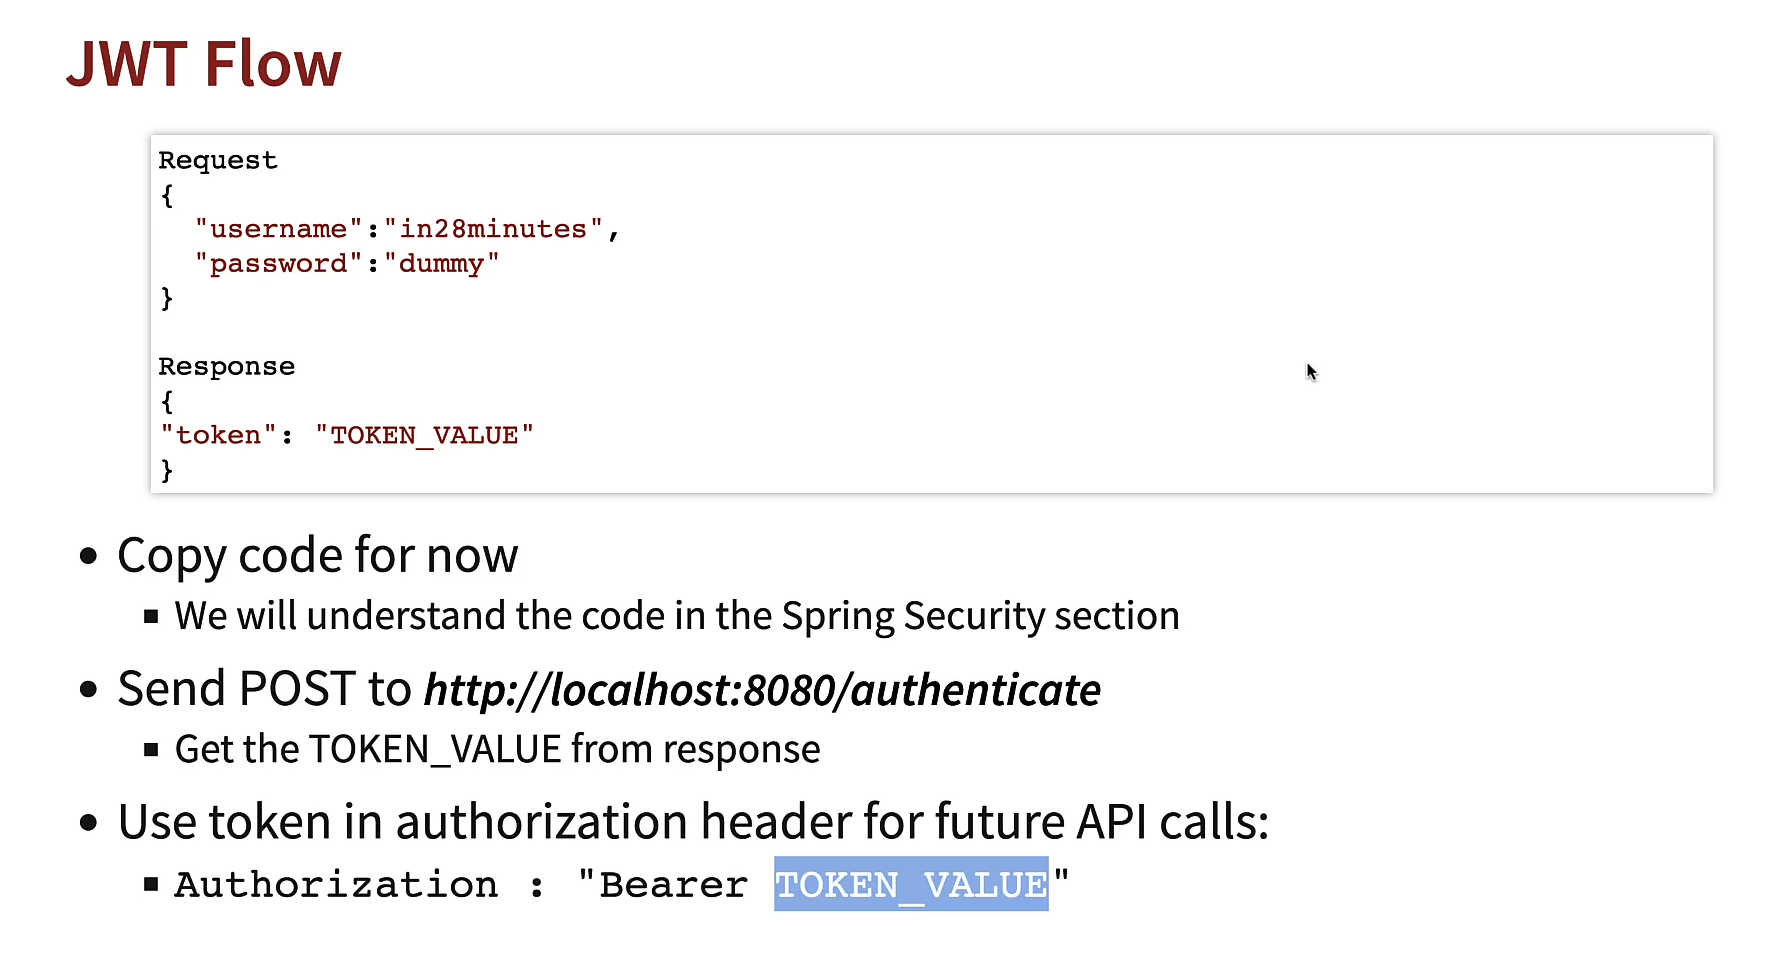 JWT Flow
Request
{
"username":"in28minutes",
"password":"dummy"
}
Response
{
"token": "TOKEN_VALUE"
}
• Copy code for now
▪ We will understand the code in the Spring Security section
• Send POST to http://localhost:8080/authenticate
▪ Get the TOKEN_VALUE from response
• Use token in authorization header for future API calls:
▪ Authorization : "Bearer TOKEN_VALUE"